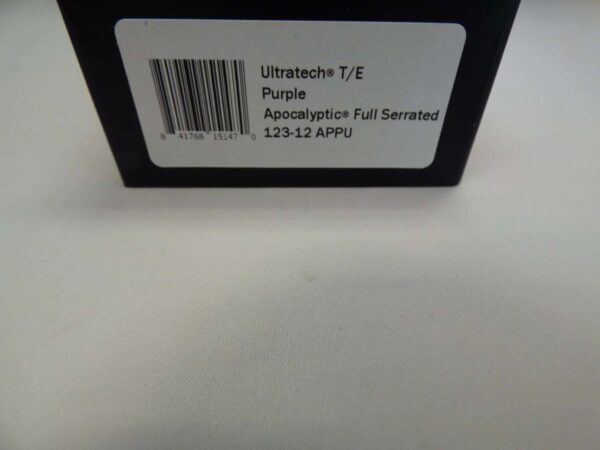 Ultratech® T/E
Purple
Apocalyptic® Full Serrated
123-12 APPU
8 41768 15147 0